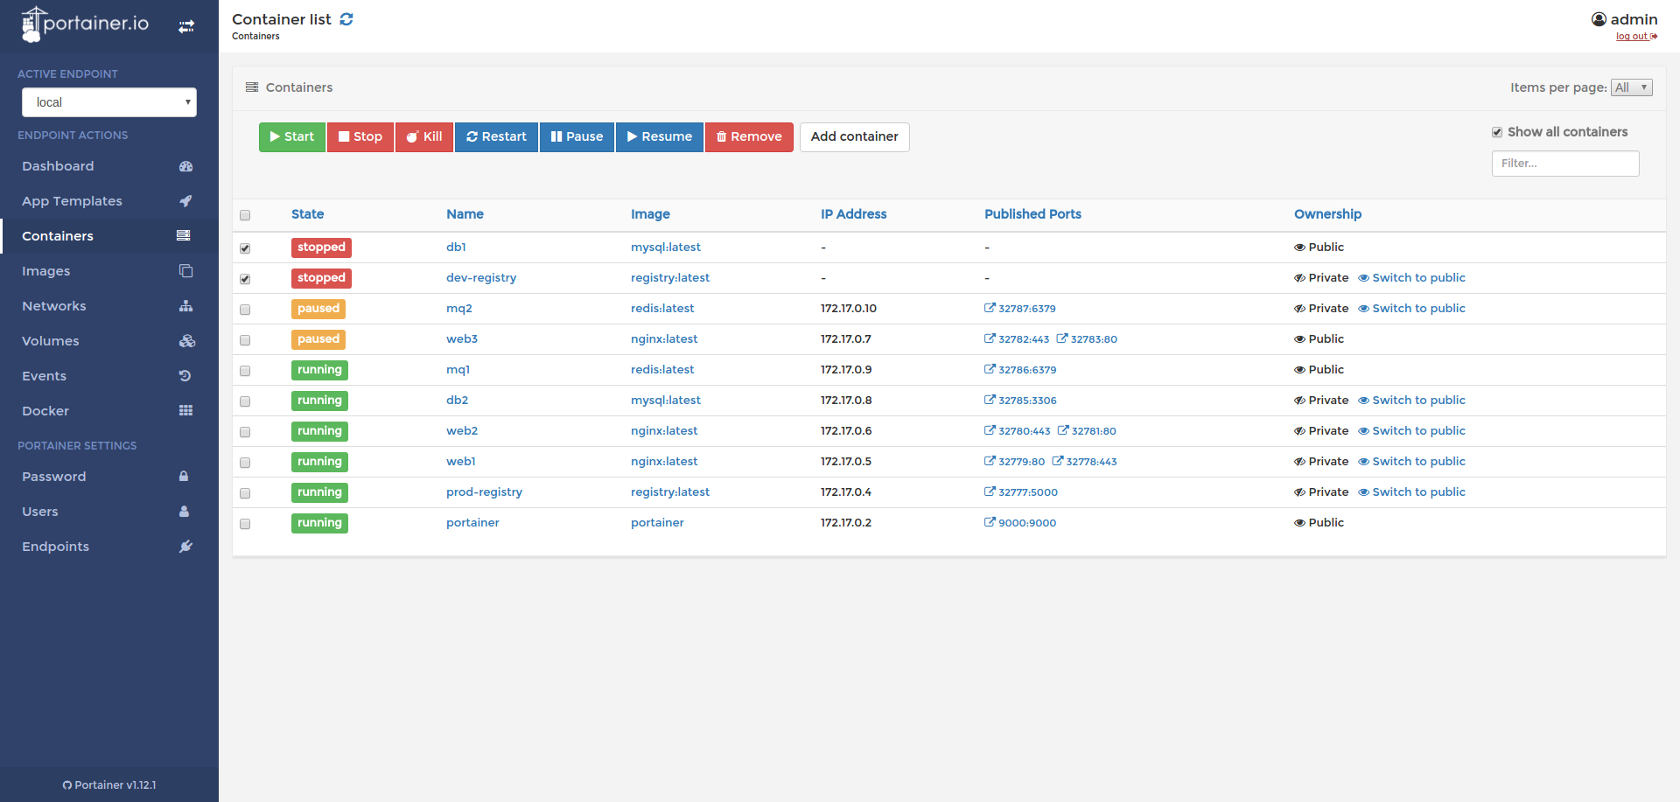 portainer.io
Container list
Containers
admin
log out
ACTIVE ENDPOINT
local
ENDPOINT ACTIONS
Dashboard
App Templates
Containers
Images
Networks
Volumes
Events
Docker
PORTAINER SETTINGS
Password
Users
Endpoints
Portainer v1.12.1
Containers
Items per page: All
Start Stop Kill Restart Pause Resume Remove Add container
Show all containers
Filter...
State Name Image IP Address Published Ports Ownership
stopped db1 mysql:latest - - Public
stopped dev-registry registry:latest - - Private Switch to public
paused mq2 redis:latest 172.17.0.10 32787:6379 Private Switch to public
paused web3 nginx:latest 172.17.0.7 32782:443 32783:80 Public
running mq1 redis:latest 172.17.0.9 32786:6379 Public
running db2 mysql:latest 172.17.0.8 32785:3306 Private Switch to public
running web2 nginx:latest 172.17.0.6 32780:443 32781:80 Private Switch to public
running web1 nginx:latest 172.17.0.5 32779:80 32778:443 Private Switch to public
running prod-registry registry:latest 172.17.0.4 32777:5000 Private Switch to public
running portainer portainer 172.17.0.2 9000:9000 Public